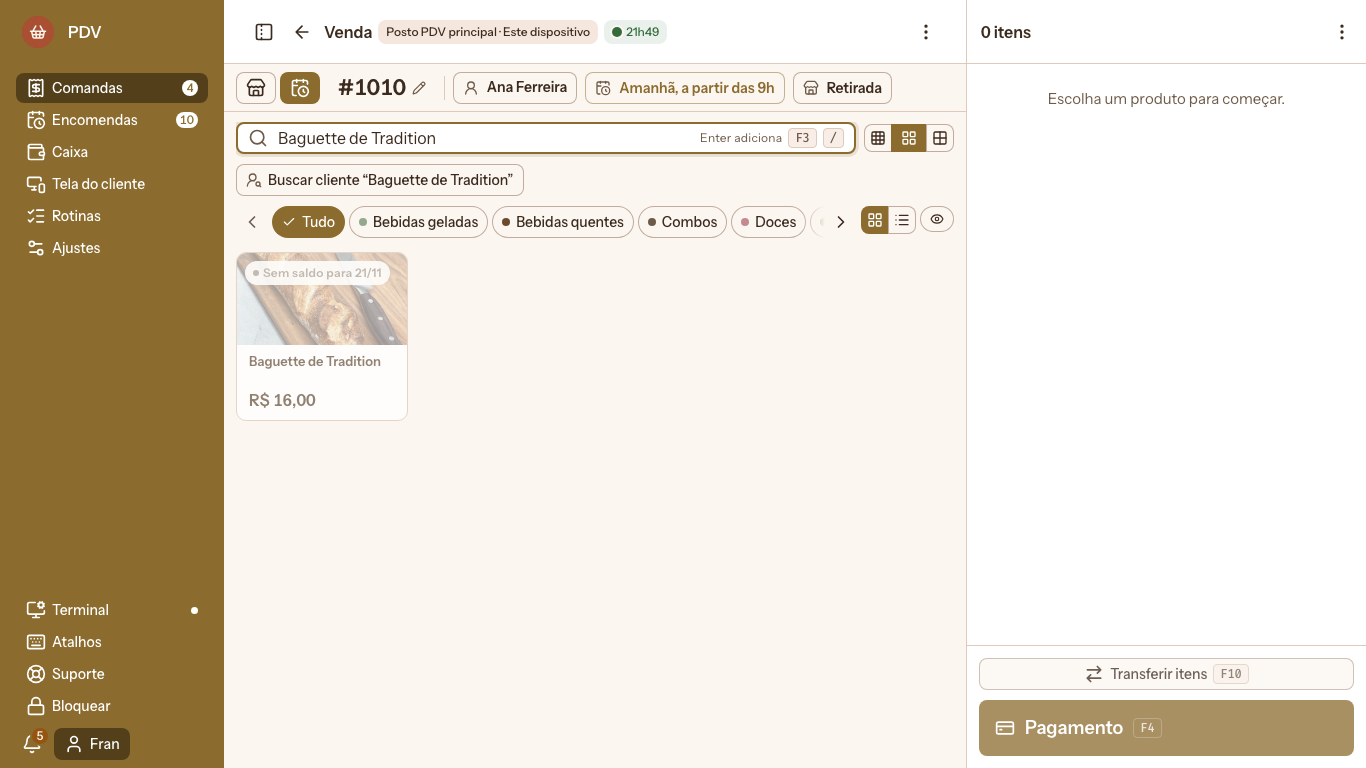 PDV
Comandas 4
Encomendas 10
Caixa
Tela do cliente
Rotinas
Ajustes
Terminal
Atalhos
Suporte
Bloquear
5 Fran
Venda Posto PDV principal · Este dispositivo 21h49
#1010 Ana Ferreira Amanhã, a partir das 9h Retirada
Baguette de Tradition Enter adiciona F3 /
Buscar cliente “Baguette de Tradition”
Tudo Bebidas geladas Bebidas quentes Combos Doces
Sem saldo para 21/11
Baguette de Tradition
R$ 16,00
0 itens
Escolha um produto para começar.
Transferir itens F10
Pagamento F4